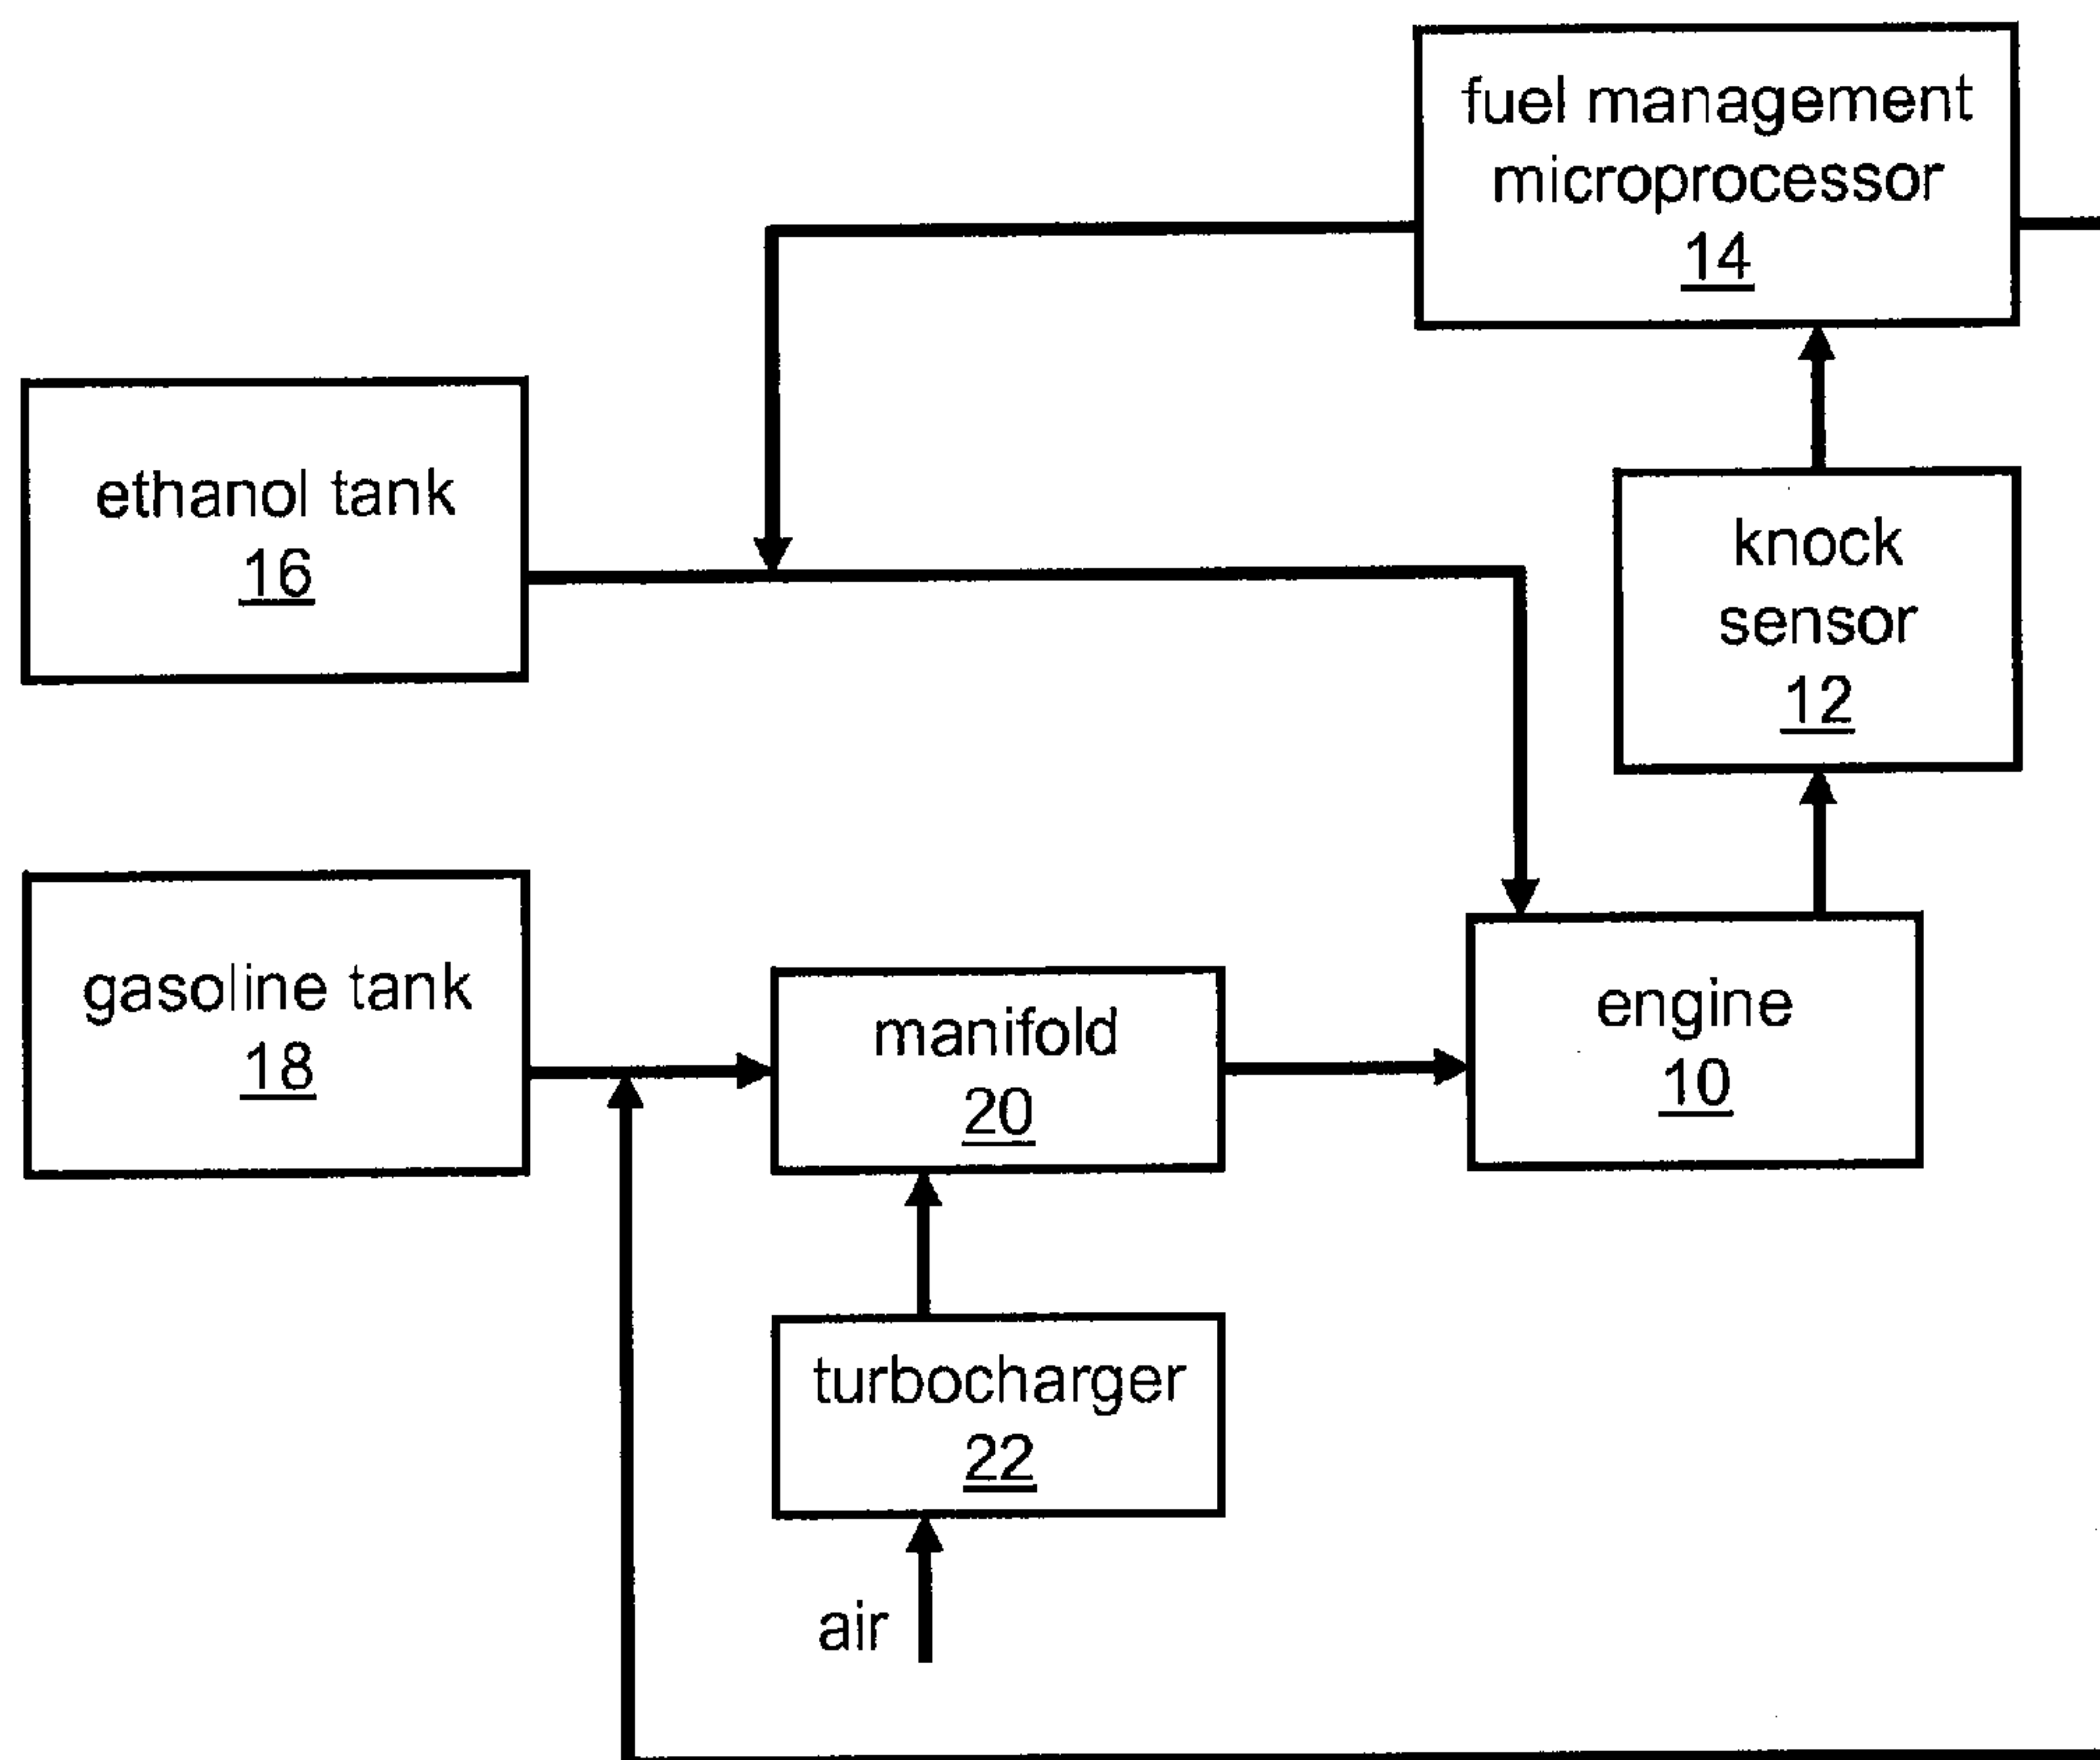 fuel management
microprocessor
14
ethanol tank
16
knock
sensor
12
gasoline tank
18
manifold
20
engine
10
turbocharger
22
air